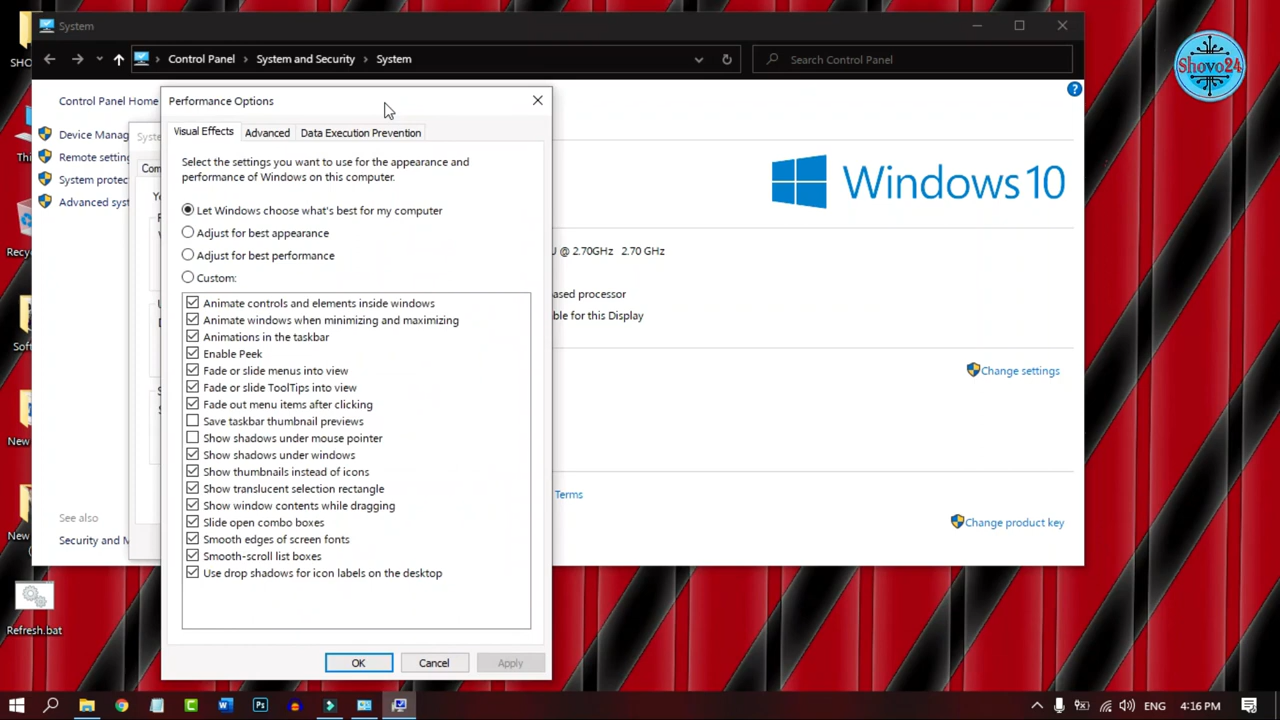 System
Control Panel
System and Security
System
Search Control Panel
Shovo24
SHO
Thi
Recyc
Soft
New
New
(
Refresh.bat
Control Panel Home
Device Manag
Remote setting
System protec
Advanced syst
See also
Security and M
Syste
Com
Performance Options
Visual Effects
Advanced
Data Execution Prevention
Select the settings you want to use for the appearance and
performance of Windows on this computer.
Let Windows choose what's best for my computer
Adjust for best appearance
Adjust for best performance
Custom:
Animate controls and elements inside windows
Animate windows when minimizing and maximizing
Animations in the taskbar
Enable Peek
Fade or slide menus into view
Fade or slide ToolTips into view
Fade out menu items after clicking
Save taskbar thumbnail previews
Show shadows under mouse pointer
Show shadows under windows
Show thumbnails instead of icons
Show translucent selection rectangle
Show window contents while dragging
Slide open combo boxes
Smooth edges of screen fonts
Smooth-scroll list boxes
Use drop shadows for icon labels on the desktop
OK
Cancel
Apply
Windows 10
U @ 2.70GHz 2.70 GHz
ased processor
ble for this Display
Change settings
Terms
Change product key
ENG
4:16 PM